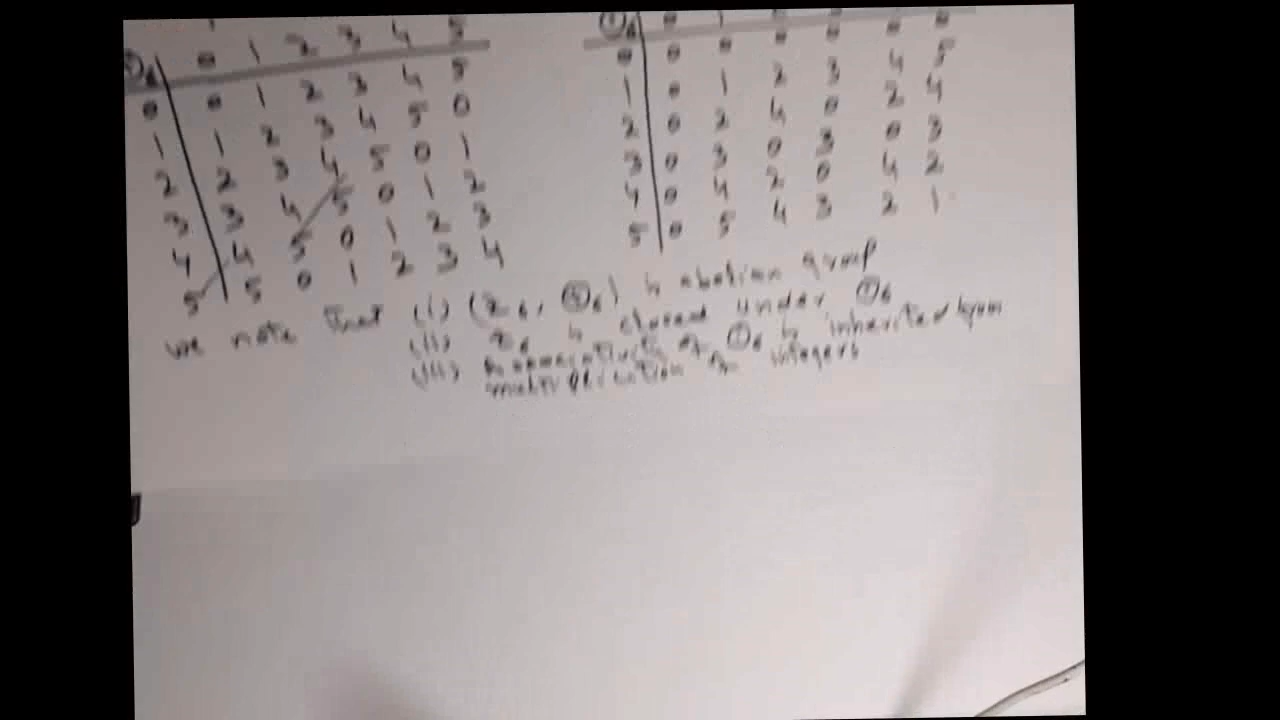 0 1 2 3 4 5
0 0 1 2 3 4 5
1 1 2 3 4 5 0
2 2 3 4 5 0 1
3 3 4 5 0 1 2
4 4 5 0 1 2 3
5 5 0 1 2 3 4
6 0 1
0 0 0 0 0 0 0
1 0 1 2 3 4 5
2 0 2 4 0 2 4
3 0 3 0 3 0 3
4 0 4 2 0 4 2
5 0 5 4 3 2 1
we note that (i) (Z6, 6) is abelian group
(ii) Z6 is closed under 6
(iii) Associativity of 6 is inherited from
multiplication on integers